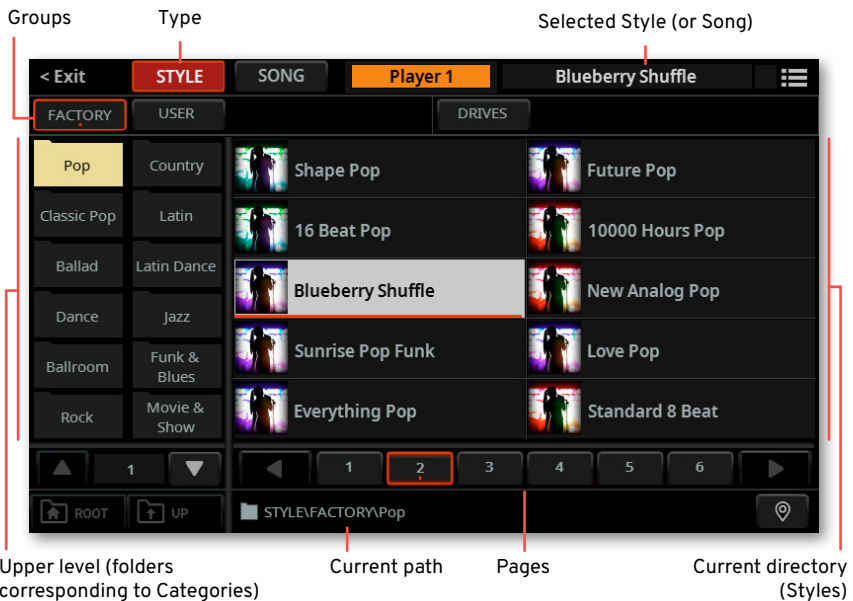 Groups
Type
Selected Style (or Song)
< Exit
STYLE
SONG
Player 1
Blueberry Shuffle
FACTORY
USER
DRIVES
Pop
Country
Classic Pop
Latin
Ballad
Latin Dance
Dance
Jazz
Ballroom
Funk &
Blues
Rock
Movie &
Show
Shape Pop
Future Pop
16 Beat Pop
10000 Hours Pop
Blueberry Shuffle
New Analog Pop
Sunrise Pop Funk
Love Pop
Everything Pop
Standard 8 Beat
1
1
2
3
4
5
6
ROOT
UP
STYLE\FACTORY\Pop
Upper level (folders
corresponding to Categories)
Current path
Pages
Current directory
(Styles)